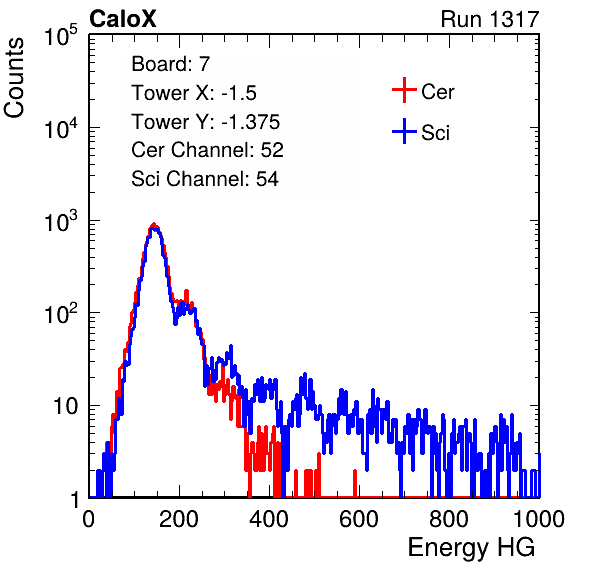 CaloX Run 1317
Counts
10^5
10^4
10^3
10^2
10
1
Board: 7
Tower X: -1.5
Tower Y: -1.375
Cer Channel: 52
Sci Channel: 54
Cer
Sci
0 200 400 600 800 1000
Energy HG